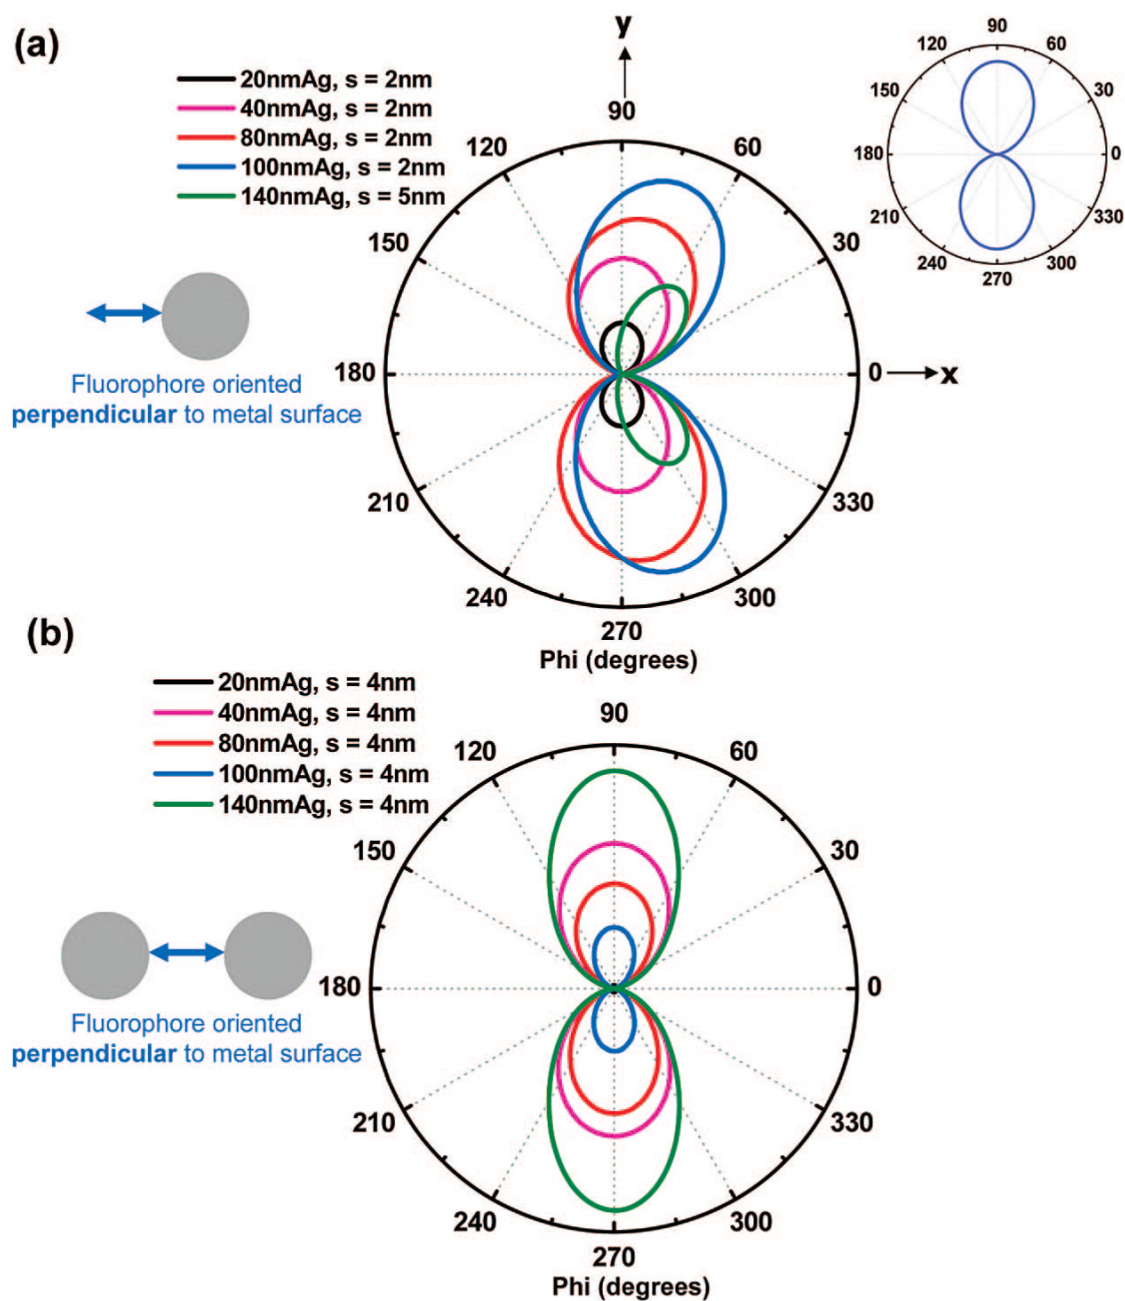 (a)
20nmAg, s = 2nm
40nmAg, s = 2nm
80nmAg, s = 2nm
100nmAg, s = 2nm
140nmAg, s = 5nm
Fluorophore oriented
perpendicular to metal surface
y
90
120 60
150 30
180 0 x
210 330
240 300
270
Phi (degrees)
90
120 60
150 30
180 0
210 330
240 300
270
(b)
20nmAg, s = 4nm
40nmAg, s = 4nm
80nmAg, s = 4nm
100nmAg, s = 4nm
140nmAg, s = 4nm
Fluorophore oriented
perpendicular to metal surface
90
120 60
150 30
180 0
210 330
240 300
270
Phi (degrees)